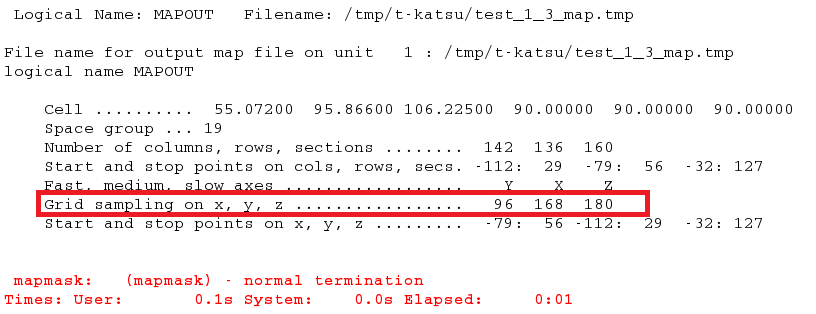 Logical Name: MAPOUT   Filename: /tmp/t-katsu/test_1_3_map.tmp
File name for output map file on unit   1 : /tmp/t-katsu/test_1_3_map.tmp
logical name MAPOUT
Cell ..........  55.07200  95.86600 106.22500  90.00000  90.00000  90.00000
Space group ... 19
Number of columns, rows, sections ........  142  136  160
Start and stop points on cols, rows, secs. -112:  29  -79:  56  -32: 127
Fast, medium, slow axes .................    Y    X    Z
Grid sampling on x, y, z .................   96  168  180
Start and stop points on x, y, z .........  -79:  56 -112:  29  -32: 127
mapmask:   (mapmask) - normal termination
Times: User:       0.1s System:    0.0s Elapsed:     0:01